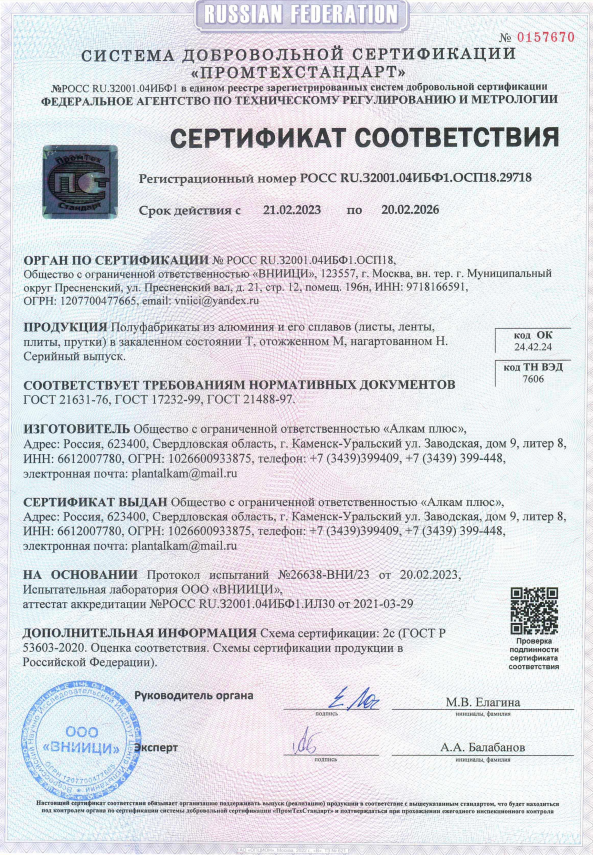 RUSSIAN FEDERATION
№ 0157670
СИСТЕМА ДОБРОВОЛЬНОЙ СЕРТИФИКАЦИИ
«ПРОМТЕХСТАНДАРТ»
№РОСС RU.З2001.04ИБФ1 в едином реестре зарегистрированных систем добровольной сертификации
ФЕДЕРАЛЬНОЕ АГЕНТСТВО ПО ТЕХНИЧЕСКОМУ РЕГУЛИРОВАНИЮ И МЕТРОЛОГИИ
СЕРТИФИКАТ СООТВЕТСТВИЯ
ПромТех
ПСТ
Стандарт
Регистрационный номер РОСС RU.З2001.04ИБФ1.ОСП18.29718
Срок действия с 21.02.2023 по 20.02.2026
ОРГАН ПО СЕРТИФИКАЦИИ № РОСС RU.З2001.04ИБФ1.ОСП18,
Общество с ограниченной ответственностью «ВНИИЦИ», 123557, г. Москва, вн. тер. г. Муниципальный
округ Пресненский, ул. Пресненский вал, д. 21, стр. 12, помещ. 196н, ИНН: 9718166591,
ОГРН: 1207700477665, email: vniici@yandex.ru
ПРОДУКЦИЯ Полуфабрикаты из алюминия и его сплавов (листы, ленты,
плиты, прутки) в закаленном состоянии Т, отожженном М, нагартованном Н.
Серийный выпуск.
код ОК
24.42.24
код ТН ВЭД
7606
СООТВЕТСТВУЕТ ТРЕБОВАНИЯМ НОРМАТИВНЫХ ДОКУМЕНТОВ
ГОСТ 21631-76, ГОСТ 17232-99, ГОСТ 21488-97.
ИЗГОТОВИТЕЛЬ Общество с ограниченной ответственностью «Алкам плюс»,
Адрес: Россия, 623400, Свердловская область, г. Каменск-Уральский ул. Заводская, дом 9, литер 8,
ИНН: 6612007780, ОГРН: 1026600933875, телефон: +7 (3439)399409, +7 (3439) 399-448,
электронная почта: plantalkam@mail.ru
СЕРТИФИКАТ ВЫДАН Общество с ограниченной ответственностью «Алкам плюс»,
Адрес: Россия, 623400, Свердловская область, г. Каменск-Уральский ул. Заводская, дом 9, литер 8,
ИНН: 6612007780, ОГРН: 1026600933875, телефон: +7 (3439)399409, +7 (3439) 399-448,
электронная почта: plantalkam@mail.ru
НА ОСНОВАНИИ Протокол испытаний №26638-ВНИ/23 от 20.02.2023,
Испытательная лаборатория ООО «ВНИИЦИ»,
аттестат аккредитации №РОСС RU.З2001.04ИБФ1.ИЛ30 от 2021-03-29
ДОПОЛНИТЕЛЬНАЯ ИНФОРМАЦИЯ Схема сертификации: 2с (ГОСТ Р
53603-2020. Оценка соответствия. Схемы сертификации продукции в
Российской Федерации).
Проверка
подлинности
сертификата
соответствия
Руководитель органа
подпись
М.В. Елагина
инициалы, фамилия
ООО
«ВНИИЦИ»
ОГРН 1207700477665
Эксперт
подпись
А.А. Балабанов
инициалы, фамилия
Настоящий сертификат соответствия обязывает организацию поддерживать выпуск (реализацию) продукции в соответствие с вышеуказанным стандартом, что будет находиться
под контролем органа по сертификации системы добровольной сертификации «ПромТехСтандарт» и подтверждаться при прохождении ежегодного инспекционного контроля